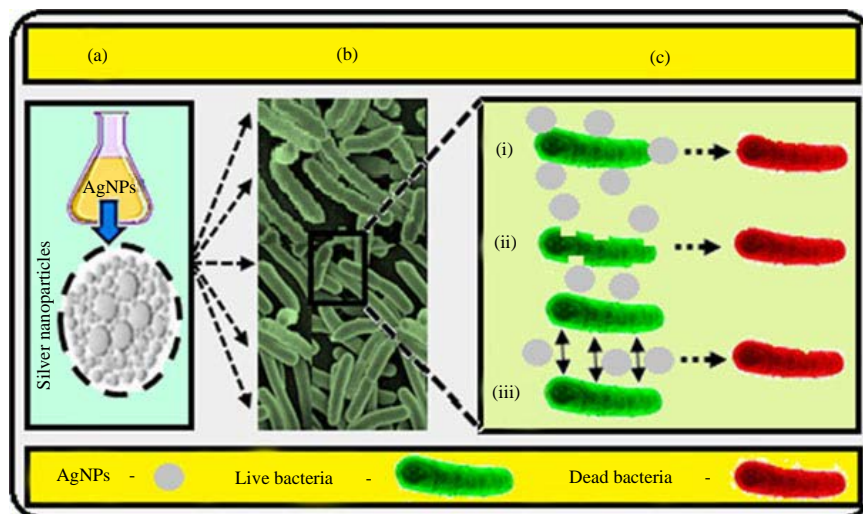 (a) (b) (c)
AgNPs
Silver nanoparticles
(i)
(ii)
(iii)
AgNPs - Live bacteria - Dead bacteria -